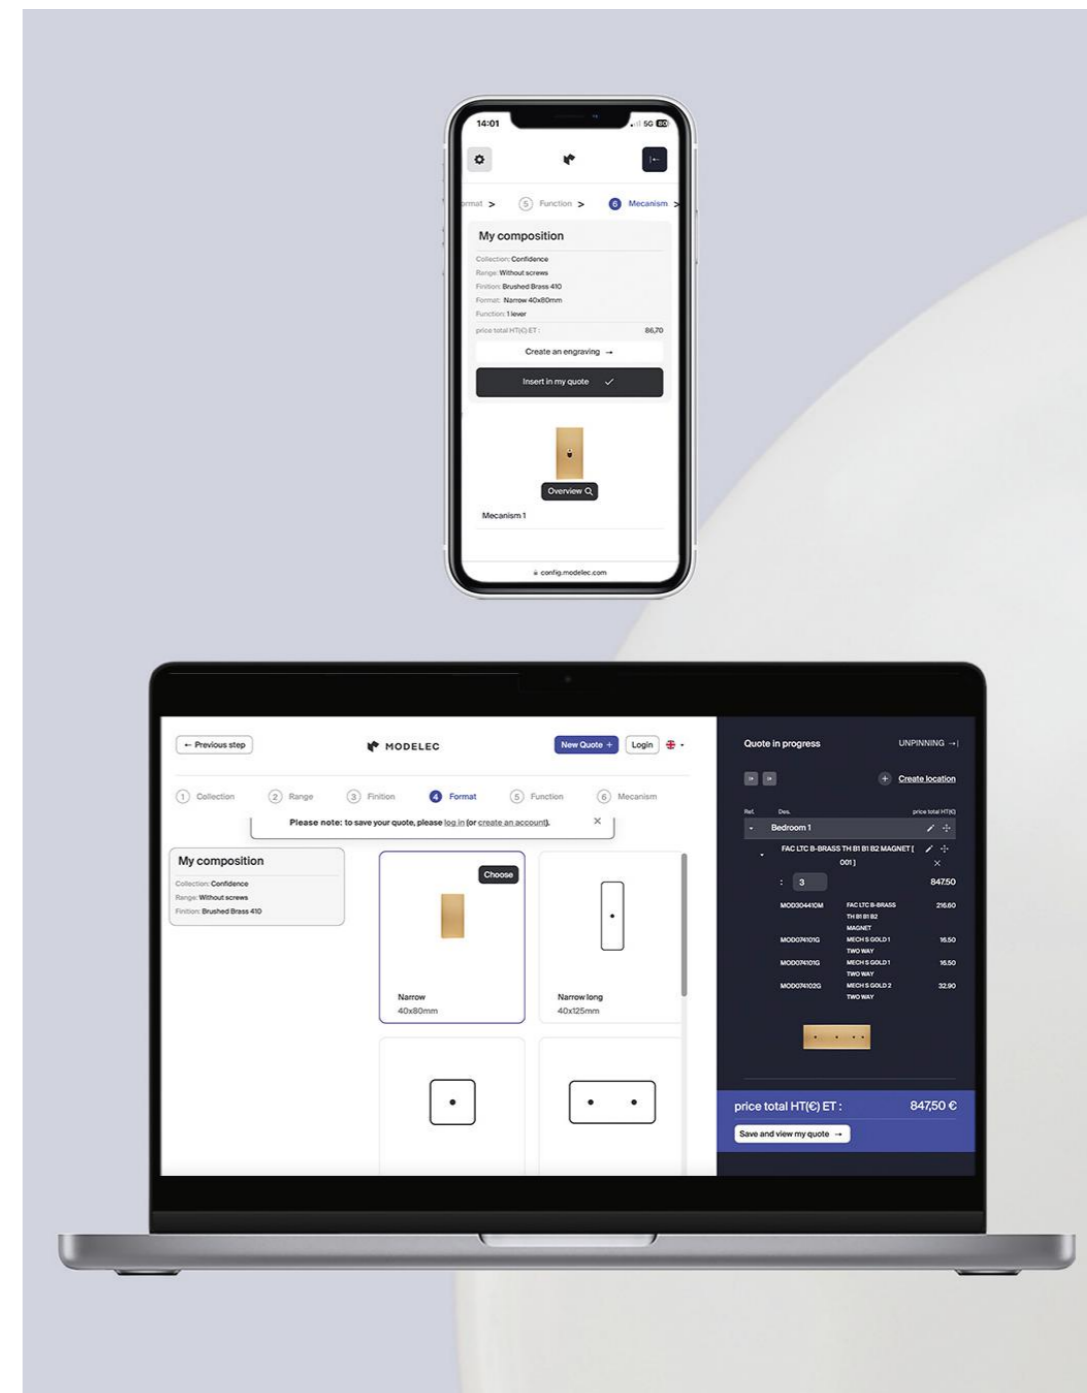 14:01
5G 80
ormat > 5 Function > 6 Mecanism >
My composition
Collection: Confidence
Range: Without screws
Finition: Brushed Brass 410
Format: Narrow 40x80mm
Function: 1 lever
price total HT(€) ET : 86,70
Create an engraving →
Insert in my quote ✓
Overview
Mecanism 1
config.modelec.com
← Previous step
MODELEC
New Quote +
Login
1 Collection 2 Range 3 Finition 4 Format 5 Function 6 Mecanism
Please note: to save your quote, please log in (or create an account). ×
My composition
Collection: Confidence
Range: Without screws
Finition: Brushed Brass 410
Choose
Narrow
40x80mm
Narrow long
40x125mm
Quote in progress UNPINNING →|
+ Create location
Ref. Des. price total HT(€)
Bedroom 1
FAC LTC B-BRASS TH B1 B1 B2 MAGNET [
001 ] ×
: 3 847.50
MOD304410M FAC LTC B-BRASS 216.60
TH B1 B1 B2
MAGNET
MOD074101G MECH S GOLD 1 16.50
TWO WAY
MOD074101G MECH S GOLD 1 16.50
TWO WAY
MOD074102G MECH S GOLD 2 32.90
TWO WAY
price total HT(€) ET : 847,50 €
Save and view my quote →